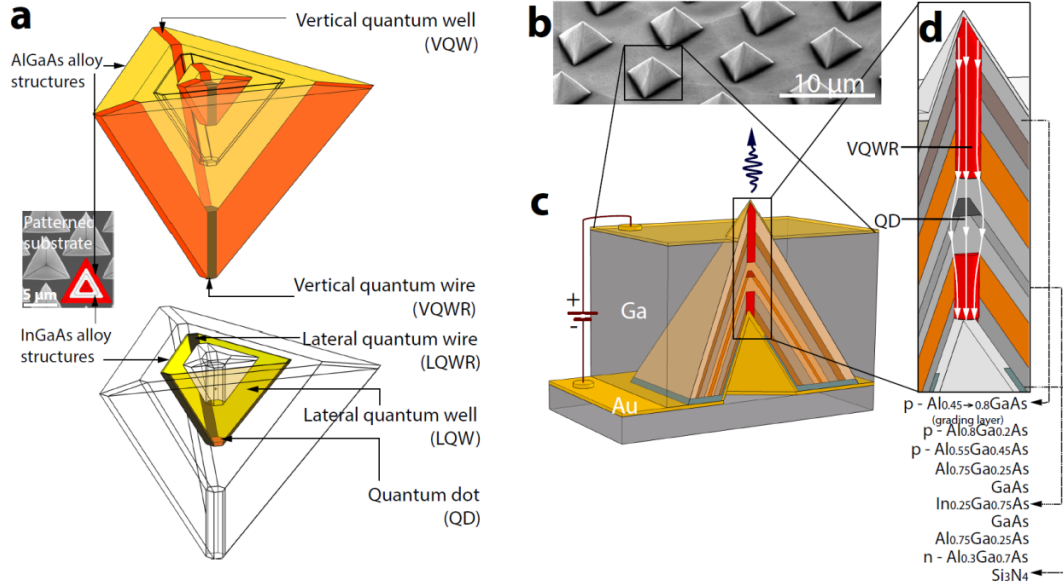 a
Vertical quantum well
(VQW)
AlGaAs alloy
structures
Patterned
substrate
5 µm
InGaAs alloy
structures
Vertical quantum wire
(VQWR)
Lateral quantum wire
(LQWR)
Lateral quantum well
(LQW)
Quantum dot
(QD)
b
10 µm
c
+
-
Ga
Au
d
VQWR
QD
p - Al0.45→0.8GaAs
(grading layer)
p - Al0.8Ga0.2As
p - Al0.55Ga0.45As
Al0.75Ga0.25As
GaAs
In0.25Ga0.75As
GaAs
Al0.75Ga0.25As
n - Al0.3Ga0.7As
Si3N4